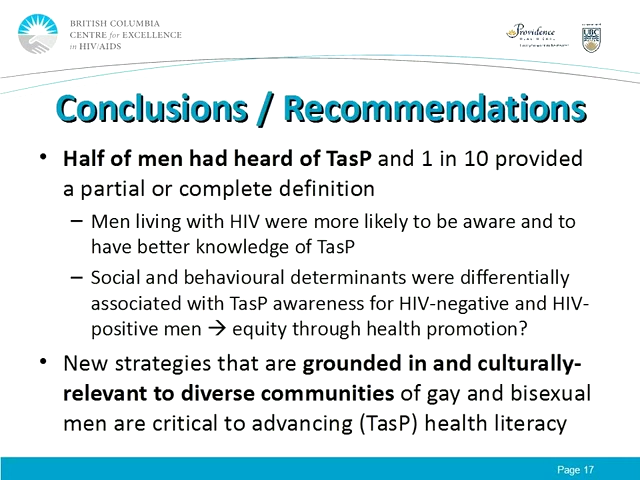 BRITISH COLUMBIA
CENTRE for EXCELLENCE
in HIV/AIDS
Providence
UBC
Conclusions / Recommendations
• Half of men had heard of TasP and 1 in 10 provided
a partial or complete definition
– Men living with HIV were more likely to be aware and to
have better knowledge of TasP
– Social and behavioural determinants were differentially
associated with TasP awareness for HIV-negative and HIV-
positive men → equity through health promotion?
• New strategies that are grounded in and culturally-
relevant to diverse communities of gay and bisexual
men are critical to advancing (TasP) health literacy
Page 17